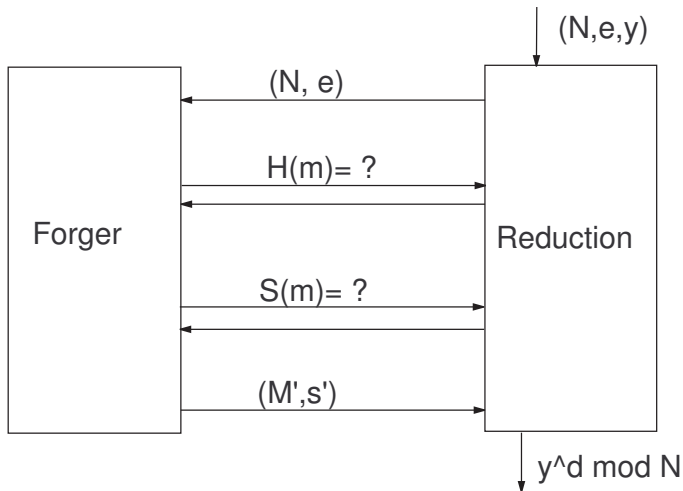 (N,e,y)
(N, e)
H(m)= ?
Forger
Reduction
S(m)= ?
(M',s')
y^d mod N